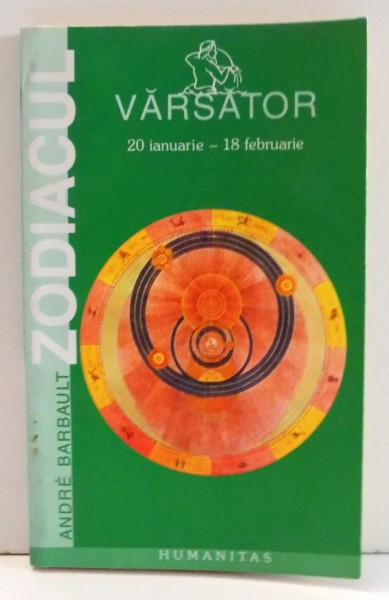 VĂRSĂTOR
20 ianuarie – 18 februarie
ZODIACUL
ANDRÉ BARBAULT
HUMANITAS